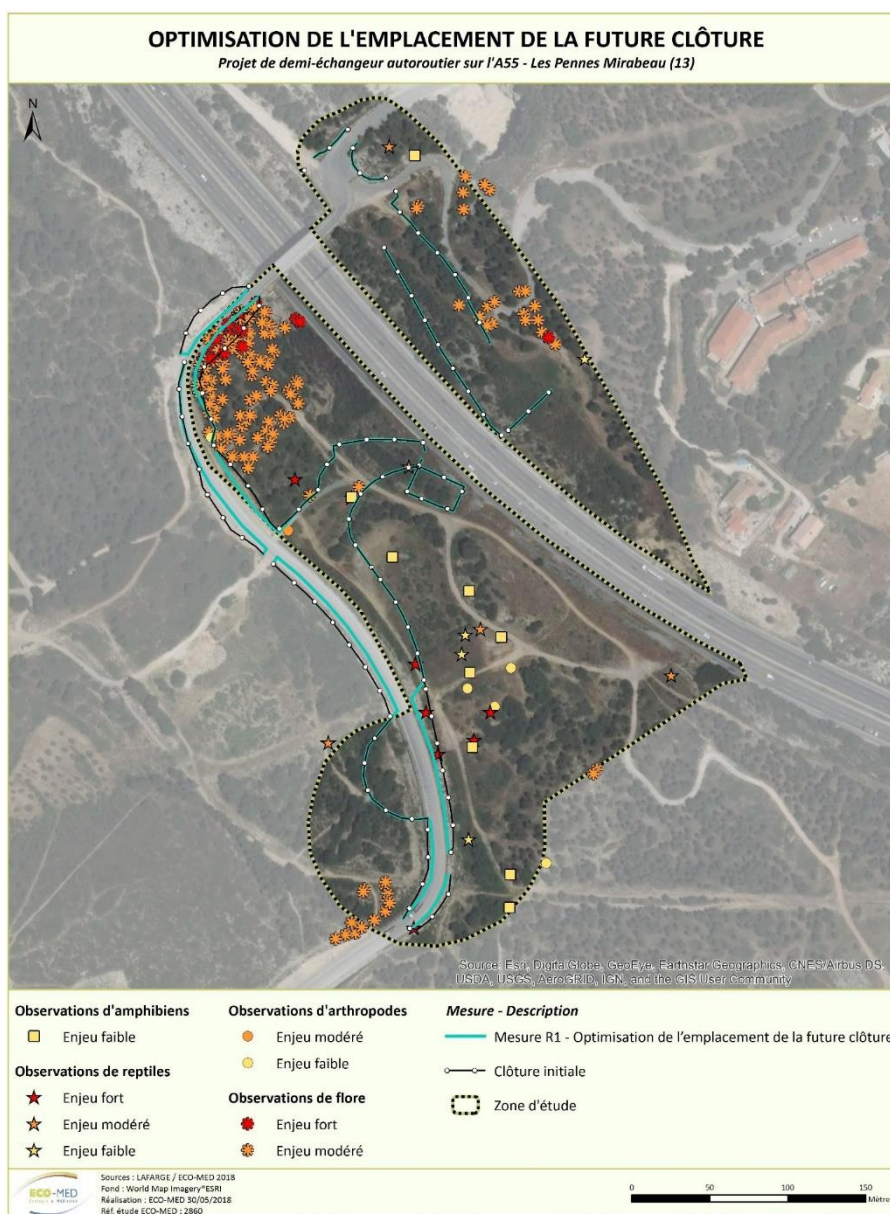 OPTIMISATION DE L'EMPLACEMENT DE LA FUTURE CLÔTURE
Projet de demi-échangeur autoroutier sur l'A55 - Les Pennes Mirabeau (13)
N
Source: Esri, DigitalGlobe, GeoEye, Earthstar Geographics, CNES/Airbus DS,
USDA, USGS, AeroGRID, IGN, and the GIS User Community
Observations d'amphibiens
Enjeu faible
Observations de reptiles
Enjeu fort
Enjeu modéré
Enjeu faible
Observations d'arthropodes
Enjeu modéré
Enjeu faible
Observations de flore
Enjeu fort
Enjeu modéré
Mesure - Description
Mesure R1 - Optimisation de l'emplacement de la future clôture
Clôture initiale
Zone d'étude
ECO-MED
Sources : LAFARGE / ECO-MED 2018
Fond : World Map Imagery®ESRI
Réalisation : ECO-MED 30/05/2018
Réf. étude ECO-MED : 2860
0 50 100 150
Mètres